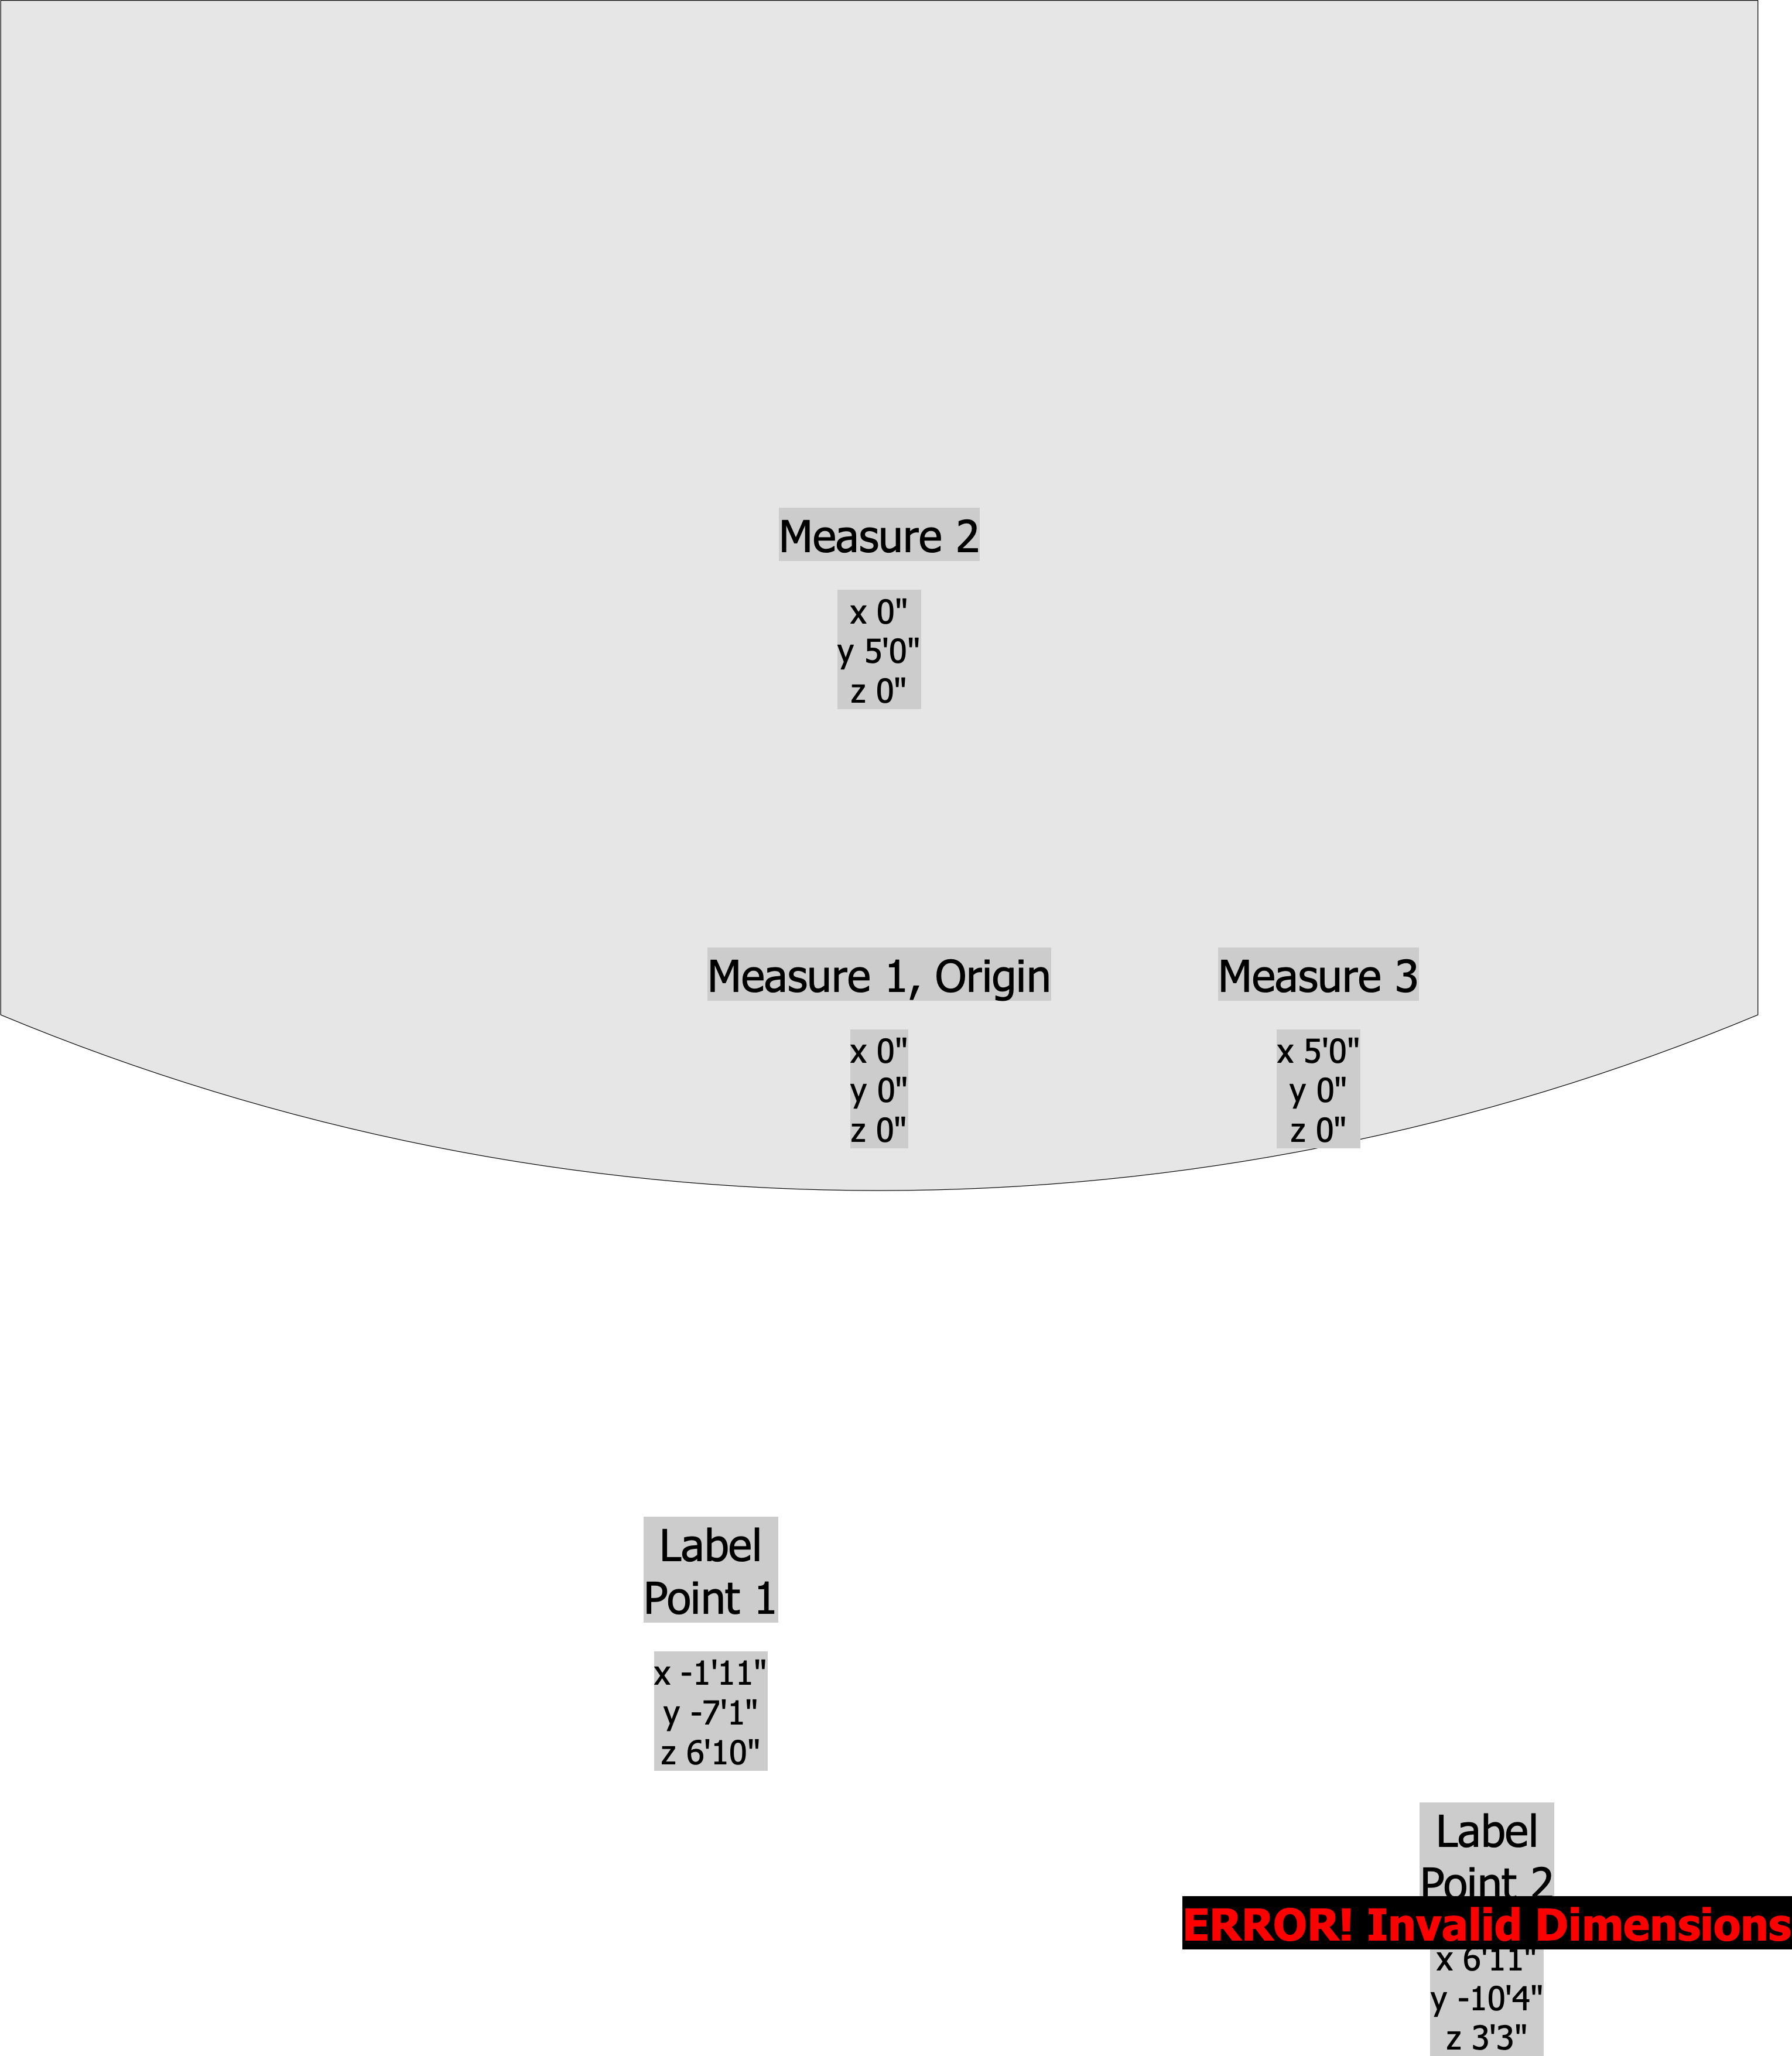 Measure 2
x 0"
y 5'0"
z 0"
Measure 1, Origin
x 0"
y 0"
z 0"
Measure 3
x 5'0"
y 0"
z 0"
Label
Point 1
x -1'11"
y -7'1"
z 6'10"
Label
Point 2
ERROR! Invalid Dimensions
x 6'11"
y -10'4"
z 3'3"